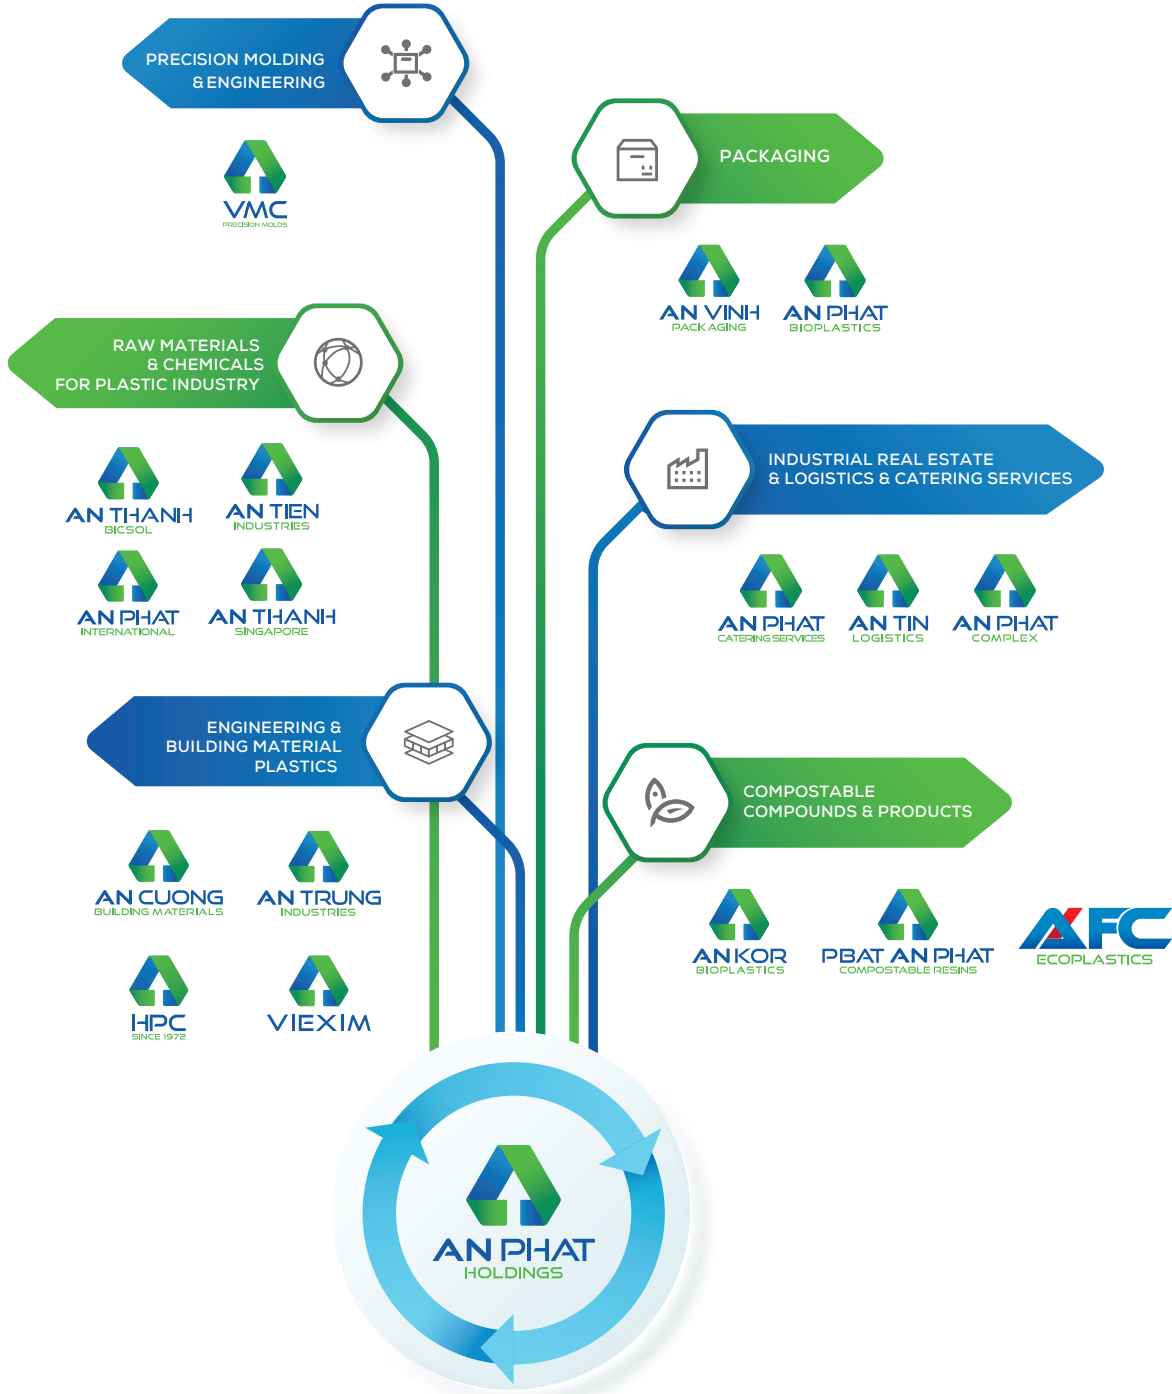 PRECISION MOLDING
& ENGINEERING
VMC
PRECISION MOLDS
PACKAGING
AN VINH
PACKAGING
AN PHAT
BIOPLASTICS
RAW MATERIALS
& CHEMICALS
FOR PLASTIC INDUSTRY
AN THANH
BICSOL
AN TIEN
INDUSTRIES
AN PHAT
INTERNATIONAL
AN THANH
SINGAPORE
INDUSTRIAL REAL ESTATE
& LOGISTICS & CATERING SERVICES
AN PHAT
CATERING SERVICES
AN TIN
LOGISTICS
AN PHAT
COMPLEX
ENGINEERING &
BUILDING MATERIAL
PLASTICS
AN CUONG
BUILDING MATERIALS
AN TRUNG
INDUSTRIES
HPC
SINCE 1972
VIEXIM
COMPOSTABLE
COMPOUNDS & PRODUCTS
ANKOR
BIOPLASTICS
PBAT AN PHAT
COMPOSTABLE RESINS
AFC
ECOPLASTICS
AN PHAT
HOLDINGS